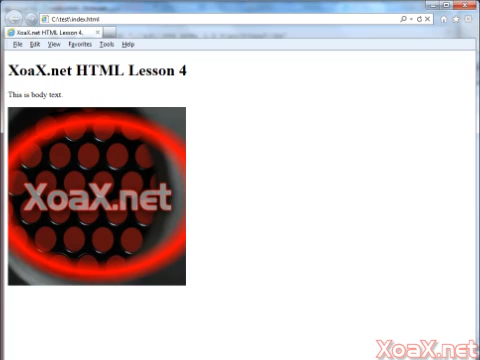 C:\test\index.html
XoaX.net HTML Lesson 4.
File Edit View Favorites Tools Help
XoaX.net HTML Lesson 4
This is body text.
XoaX.net
XoaX.net